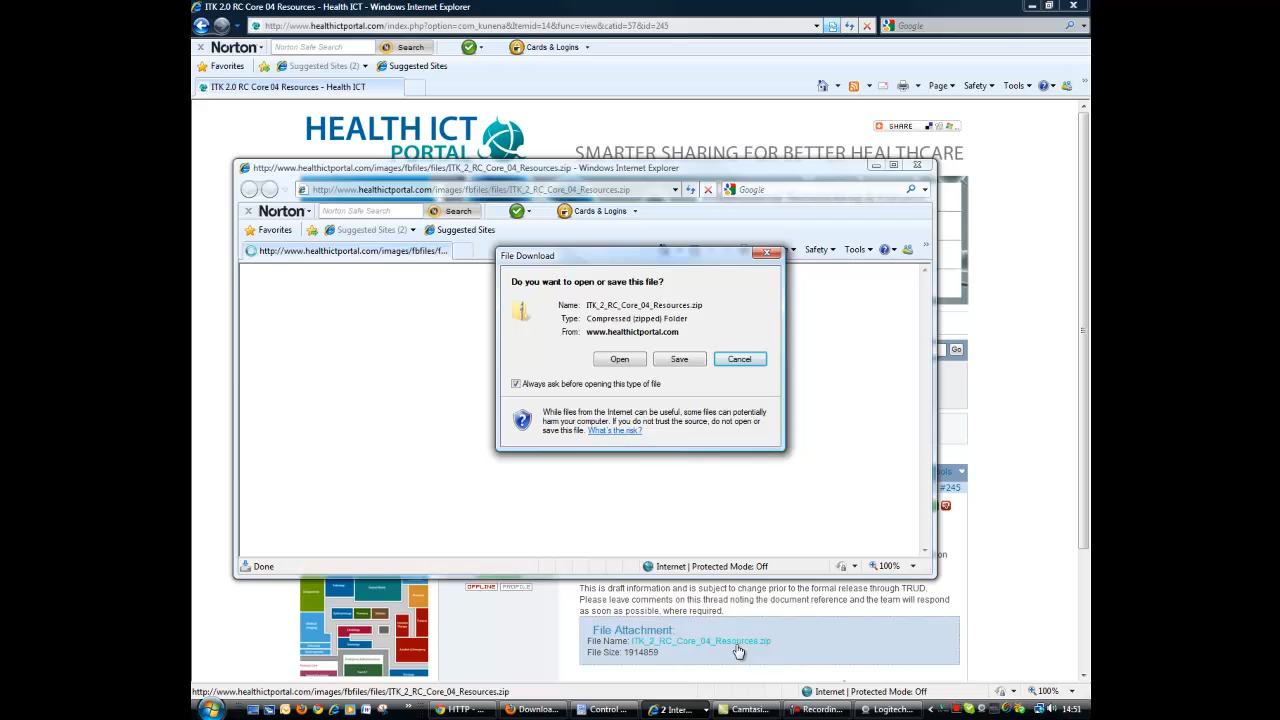 ITK 2.0 RC Core 04 Resources - Health ICT - Windows Internet Explorer
http://www.healthictportal.com/index.php?option=com_kunena&Itemid=14&func=view&catid=57&id=245
Google
Norton
Norton Safe Search
Search
Cards & Logins
Favorites
Suggested Sites (2)
Suggested Sites
ITK 2.0 RC Core 04 Resources - Health ICT
Page
Safety
Tools
HEALTH ICT
PORTAL
SHARE
SMARTER SHARING FOR BETTER HEALTHCARE
http://www.healthictportal.com/images/fbfiles/files/ITK_2_RC_Core_04_Resources.zip - Windows Internet Explorer
http://www.healthictportal.com/images/fbfiles/files/ITK_2_RC_Core_04_Resources.zip
Google
Norton
Norton Safe Search
Search
Cards & Logins
Favorites
Suggested Sites (2)
Suggested Sites
http://www.healthictportal.com/images/fbfiles/f...
Safety
Tools
File Download
Do you want to open or save this file?
Name: ITK_2_RC_Core_04_Resources.zip
Type: Compressed (zipped) Folder
From: www.healthictportal.com
Open
Save
Cancel
Always ask before opening this type of file
While files from the Internet can be useful, some files can potentially
harm your computer. If you do not trust the source, do not open or
save this file. What's the risk?
Go
#245
Done
Internet | Protected Mode: Off
100%
OFFLINE
PROFILE
This is draft information and is subject to change prior to the formal release through TRUD.
Please leave comments on this thread noting the document reference and the team will respond
as soon as possible, where required.
File Attachment:
File Name: ITK_2_RC_Core_04_Resources.zip
File Size: 1914859
http://www.healthictportal.com/images/fbfiles/files/ITK_2_RC_Core_04_Resources.zip
Internet | Protected Mode: Off
100%
HTTP - ...
Downloa...
Control ...
2 Inter...
Camtasi...
Recordin...
Logitech...
14:51